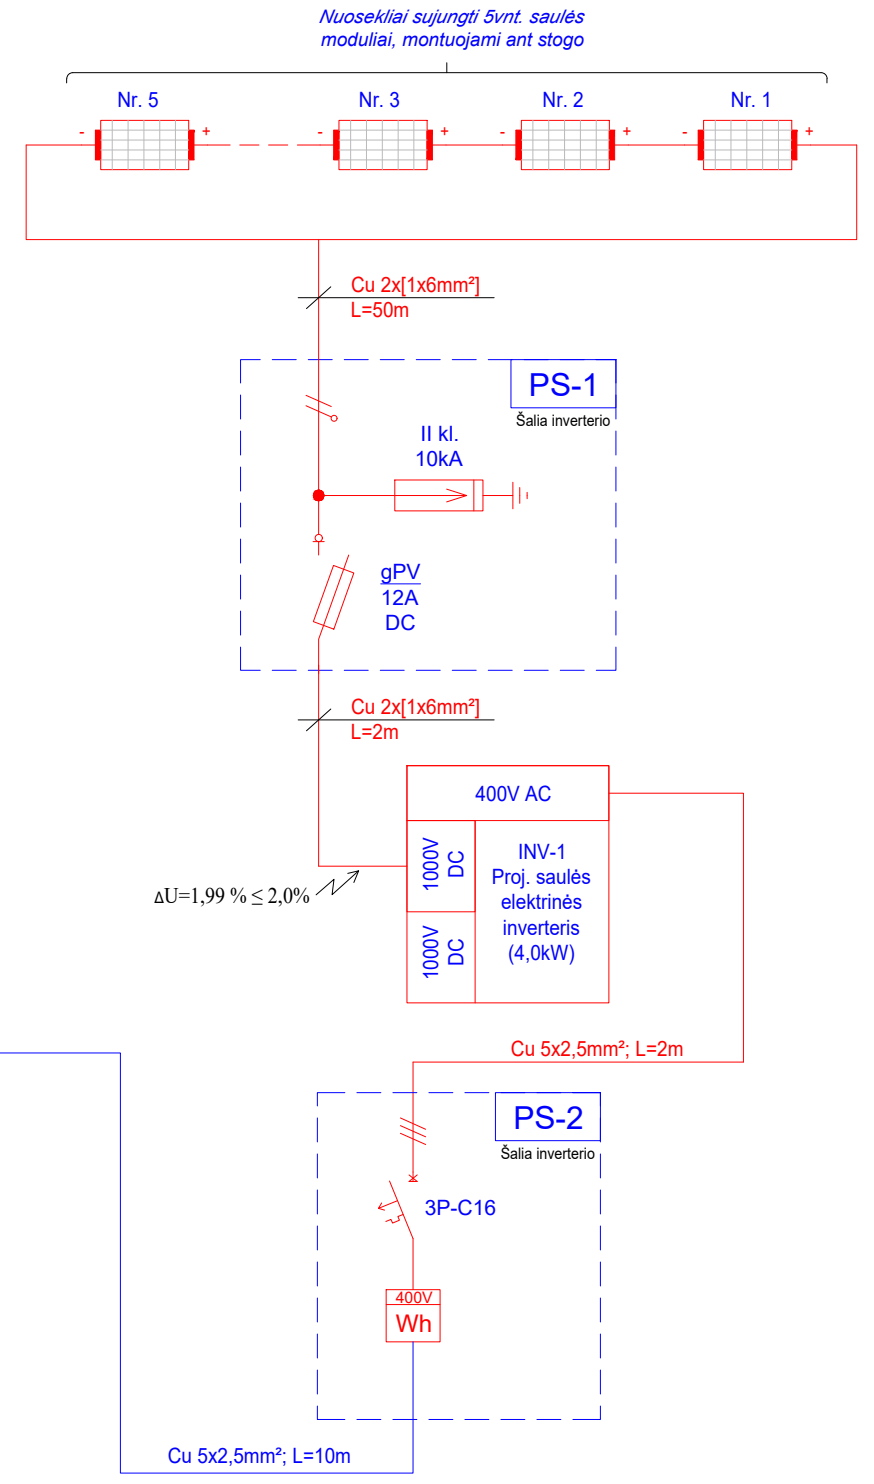 Nuosekliai sujungti 5vnt. saulės
moduliai, montuojami ant stogo
Nr. 5
Nr. 3
Nr. 2
Nr. 1
- +
- +
- +
- +
Cu 2x[1x6mm²]
L=50m
PS-1
Šalia inverterio
II kl.
10kA
gPV
12A
DC
Cu 2x[1x6mm²]
L=2m
400V AC
1000V
DC
INV-1
Proj. saulės
elektrinės
inverteris
(4,0kW)
1000V
DC
ΔU=1,99 % ≤ 2,0%
Cu 5x2,5mm²; L=2m
PS-2
Šalia inverterio
3P-C16
400V
Wh
Cu 5x2,5mm²; L=10m